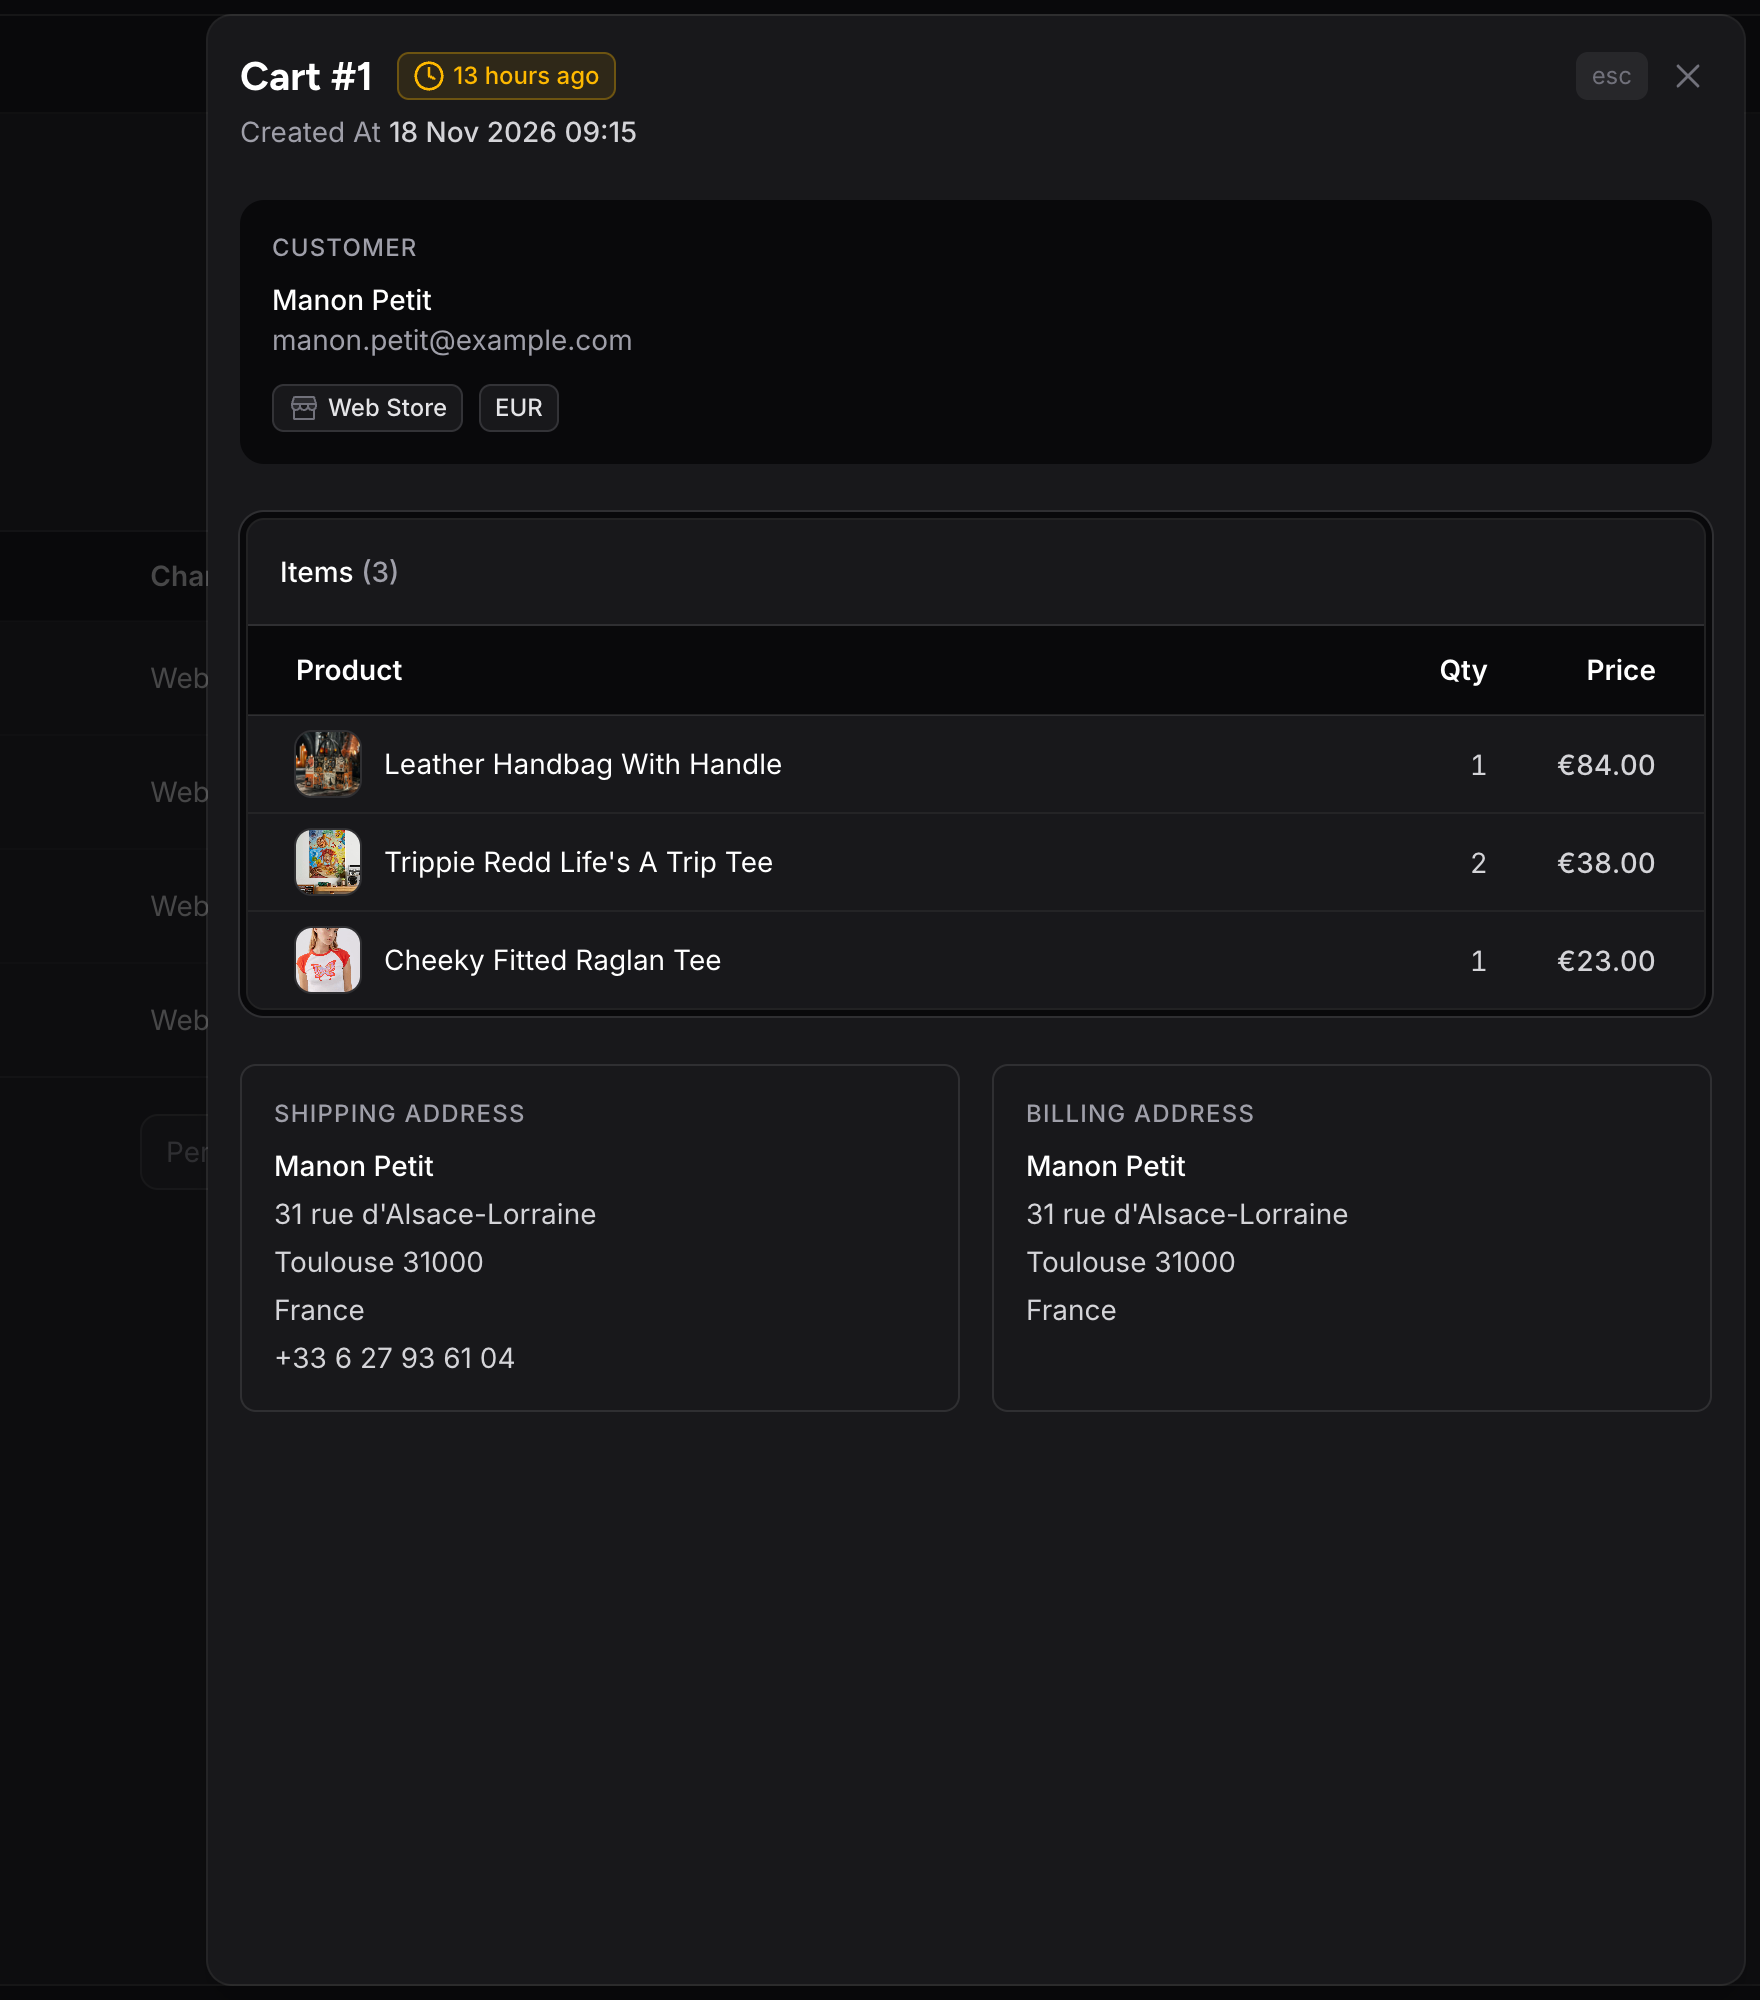 Cart #1
13 hours ago
esc
Created At 18 Nov 2026 09:15
CUSTOMER
Manon Petit
manon.petit@example.com
Web Store
EUR
Items (3)
Product Qty Price
Leather Handbag With Handle 1 €84.00
Trippie Redd Life's A Trip Tee 2 €38.00
Cheeky Fitted Raglan Tee 1 €23.00
SHIPPING ADDRESS
Manon Petit
31 rue d'Alsace-Lorraine
Toulouse 31000
France
+33 6 27 93 61 04
BILLING ADDRESS
Manon Petit
31 rue d'Alsace-Lorraine
Toulouse 31000
France
Web
Web
Web
Web